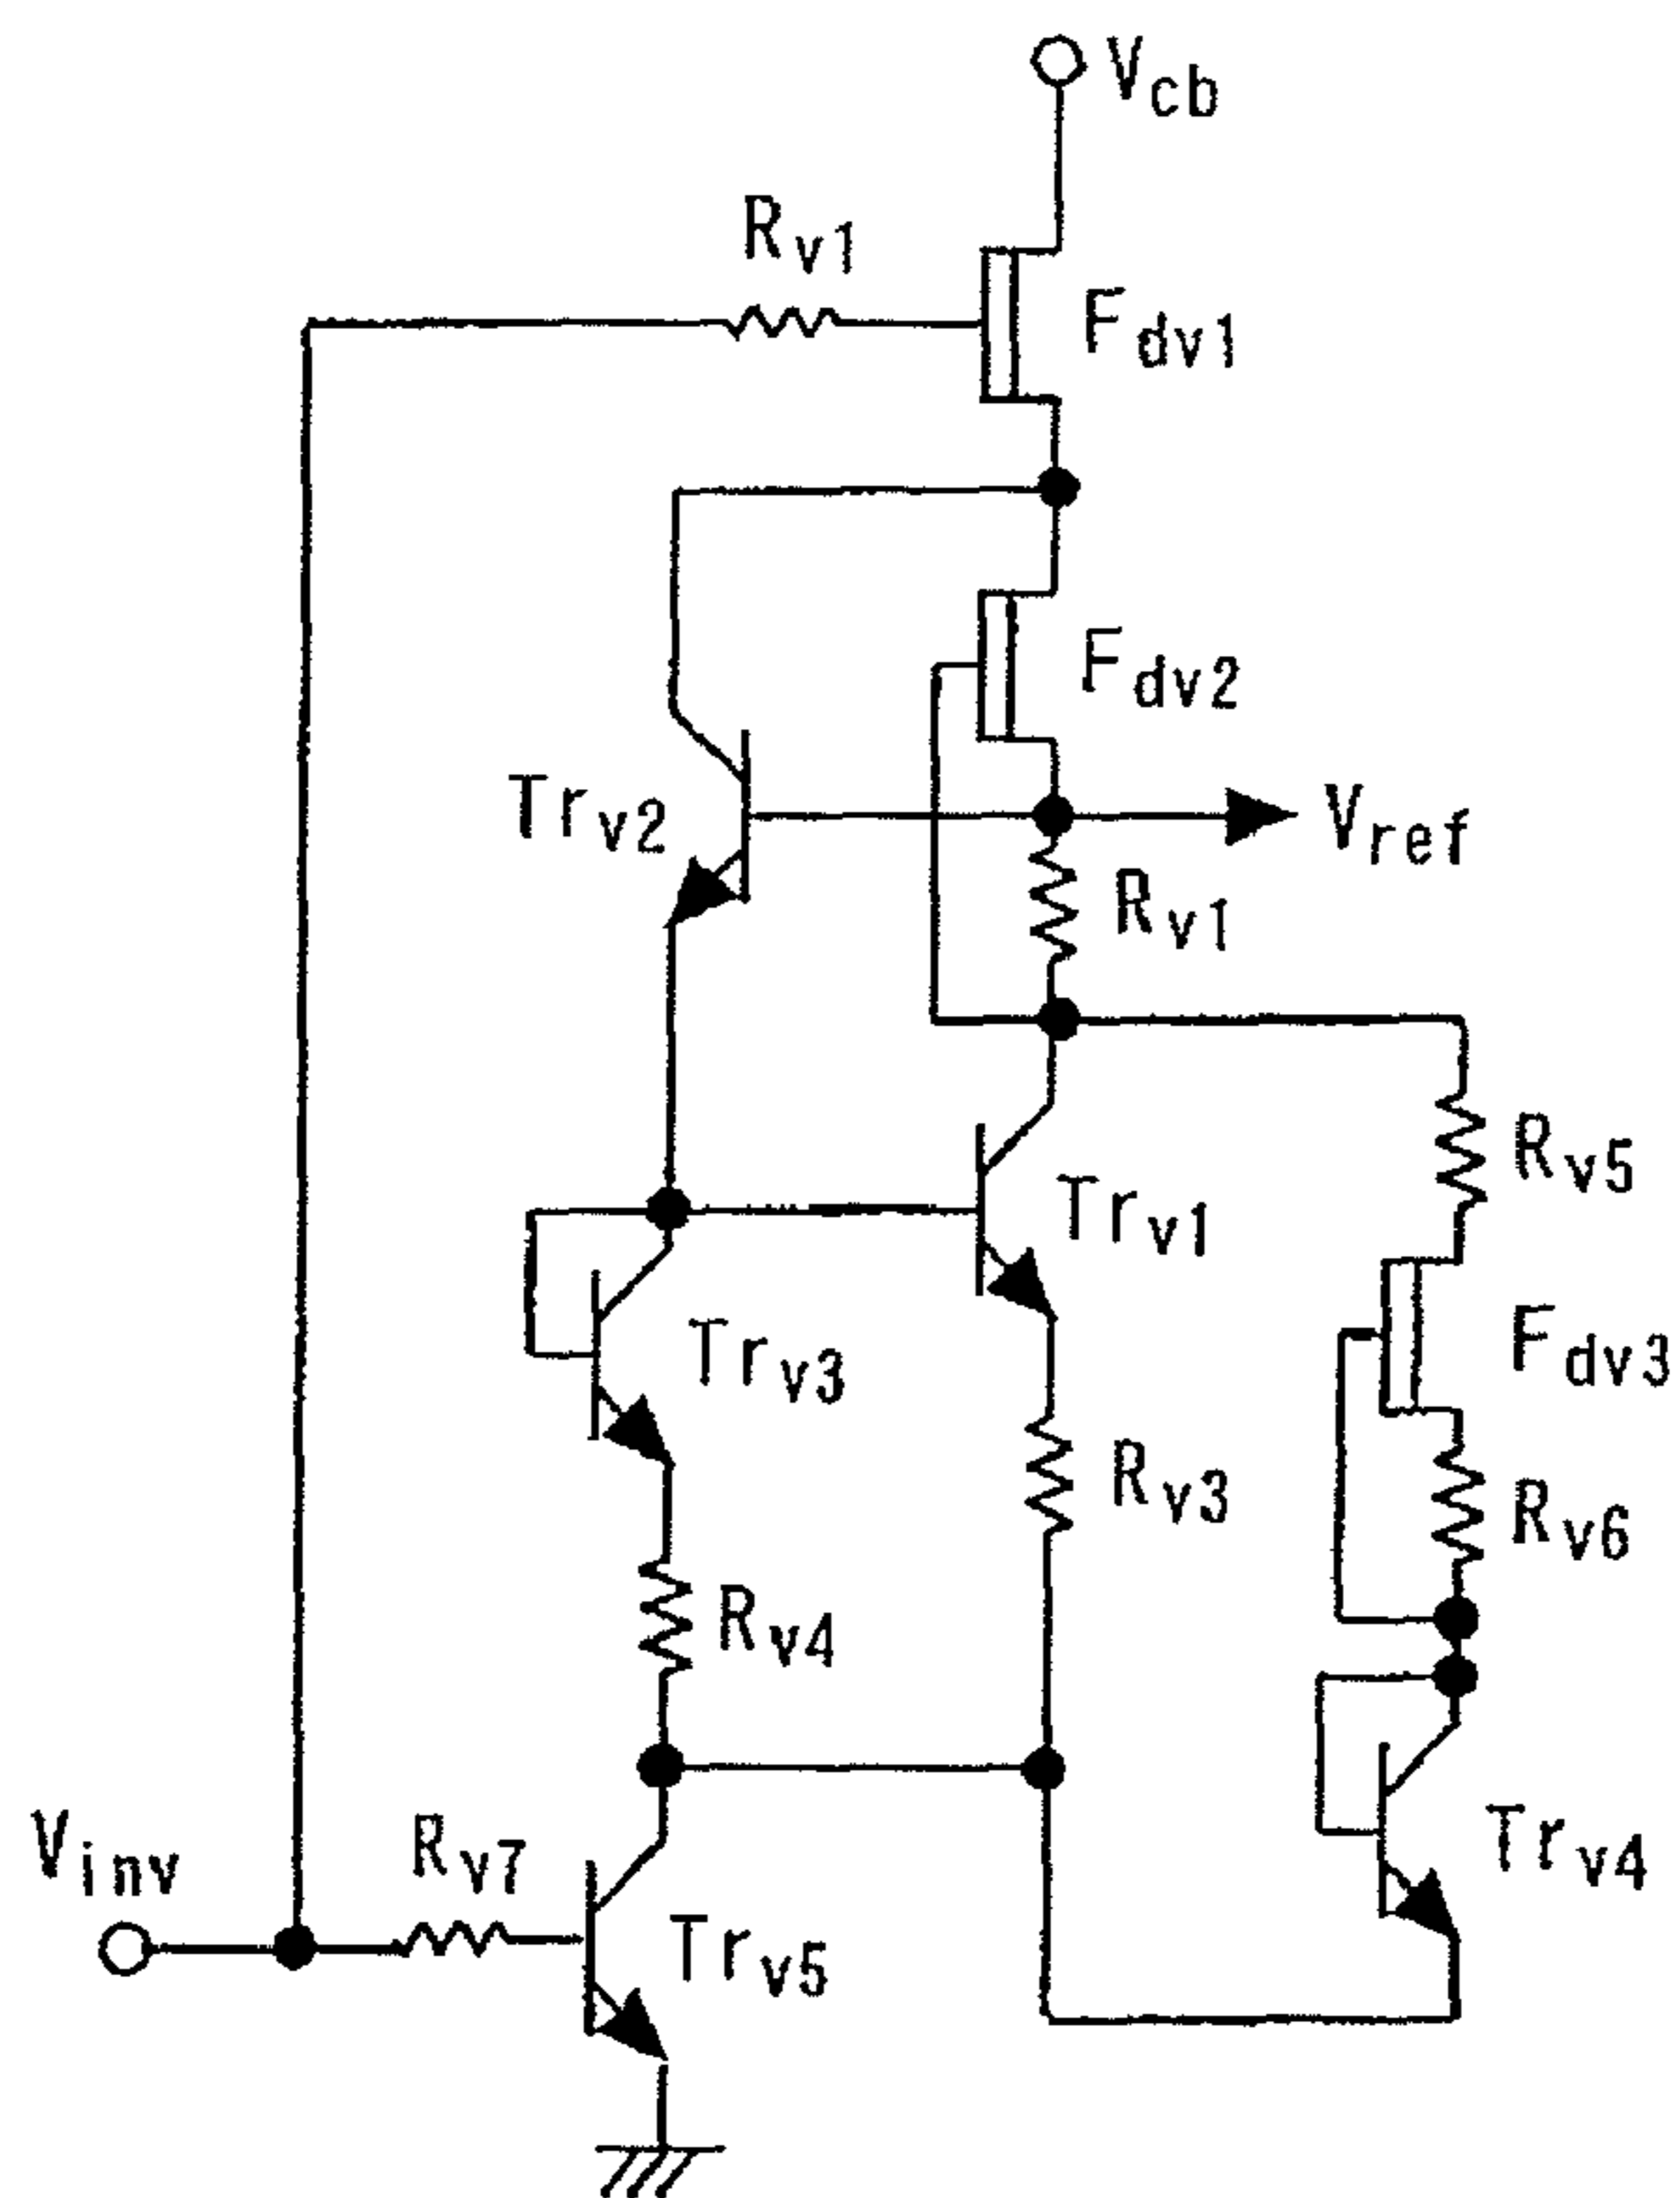 Vcb
Rv1
Fdv1
Fdv2
Trv2
Vref
Rv1
Rv5
Trv1
Fdv3
Trv3
Rv3
Rv6
Rv4
Trv4
Vinv
Rv7
Trv5